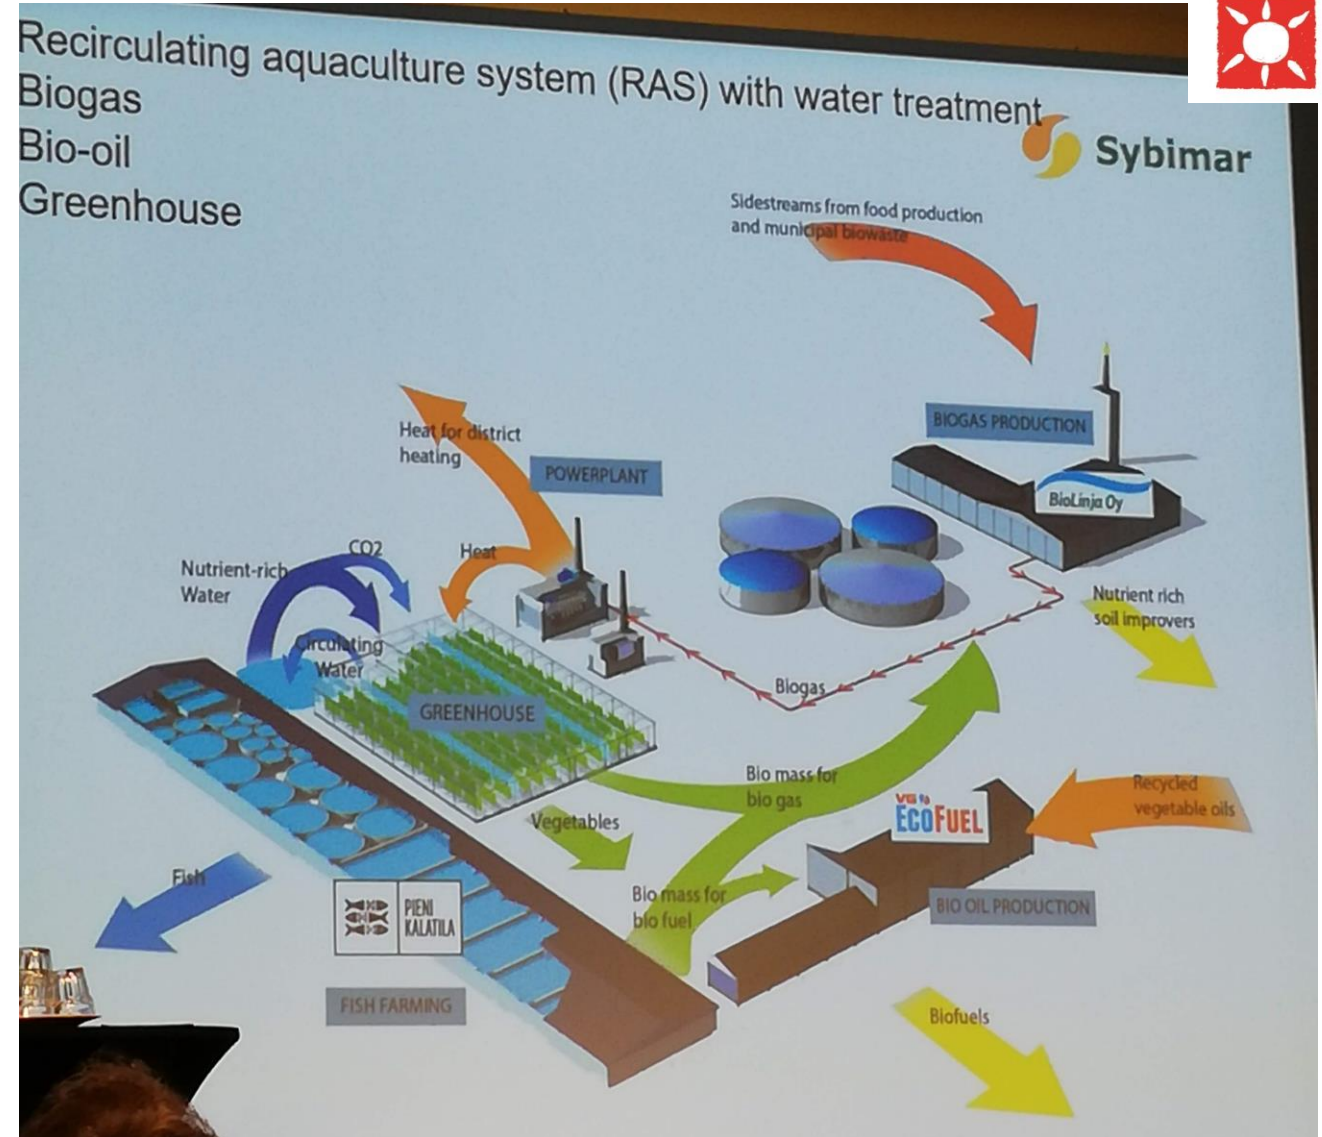 Recirculating aquaculture system (RAS) with water treatment
Biogas
Bio-oil
Greenhouse
Sybimar
Sidestreams from food production
and municipal biowaste
BIOGAS PRODUCTION
BioLinja Oy
Heat for district
heating
POWERPLANT
CO2
Heat
Nutrient-rich
Water
Nutrient rich
soil improvers
Circulating
Water
Biogas
GREENHOUSE
Bio mass for
bio gas
Recycled
vegetable oils
VG
ECOFUEL
Vegetables
Fish
Bio mass for
bio fuel
PIENI
KALATILA
BIO OIL PRODUCTION
FISH FARMING
Biofuels